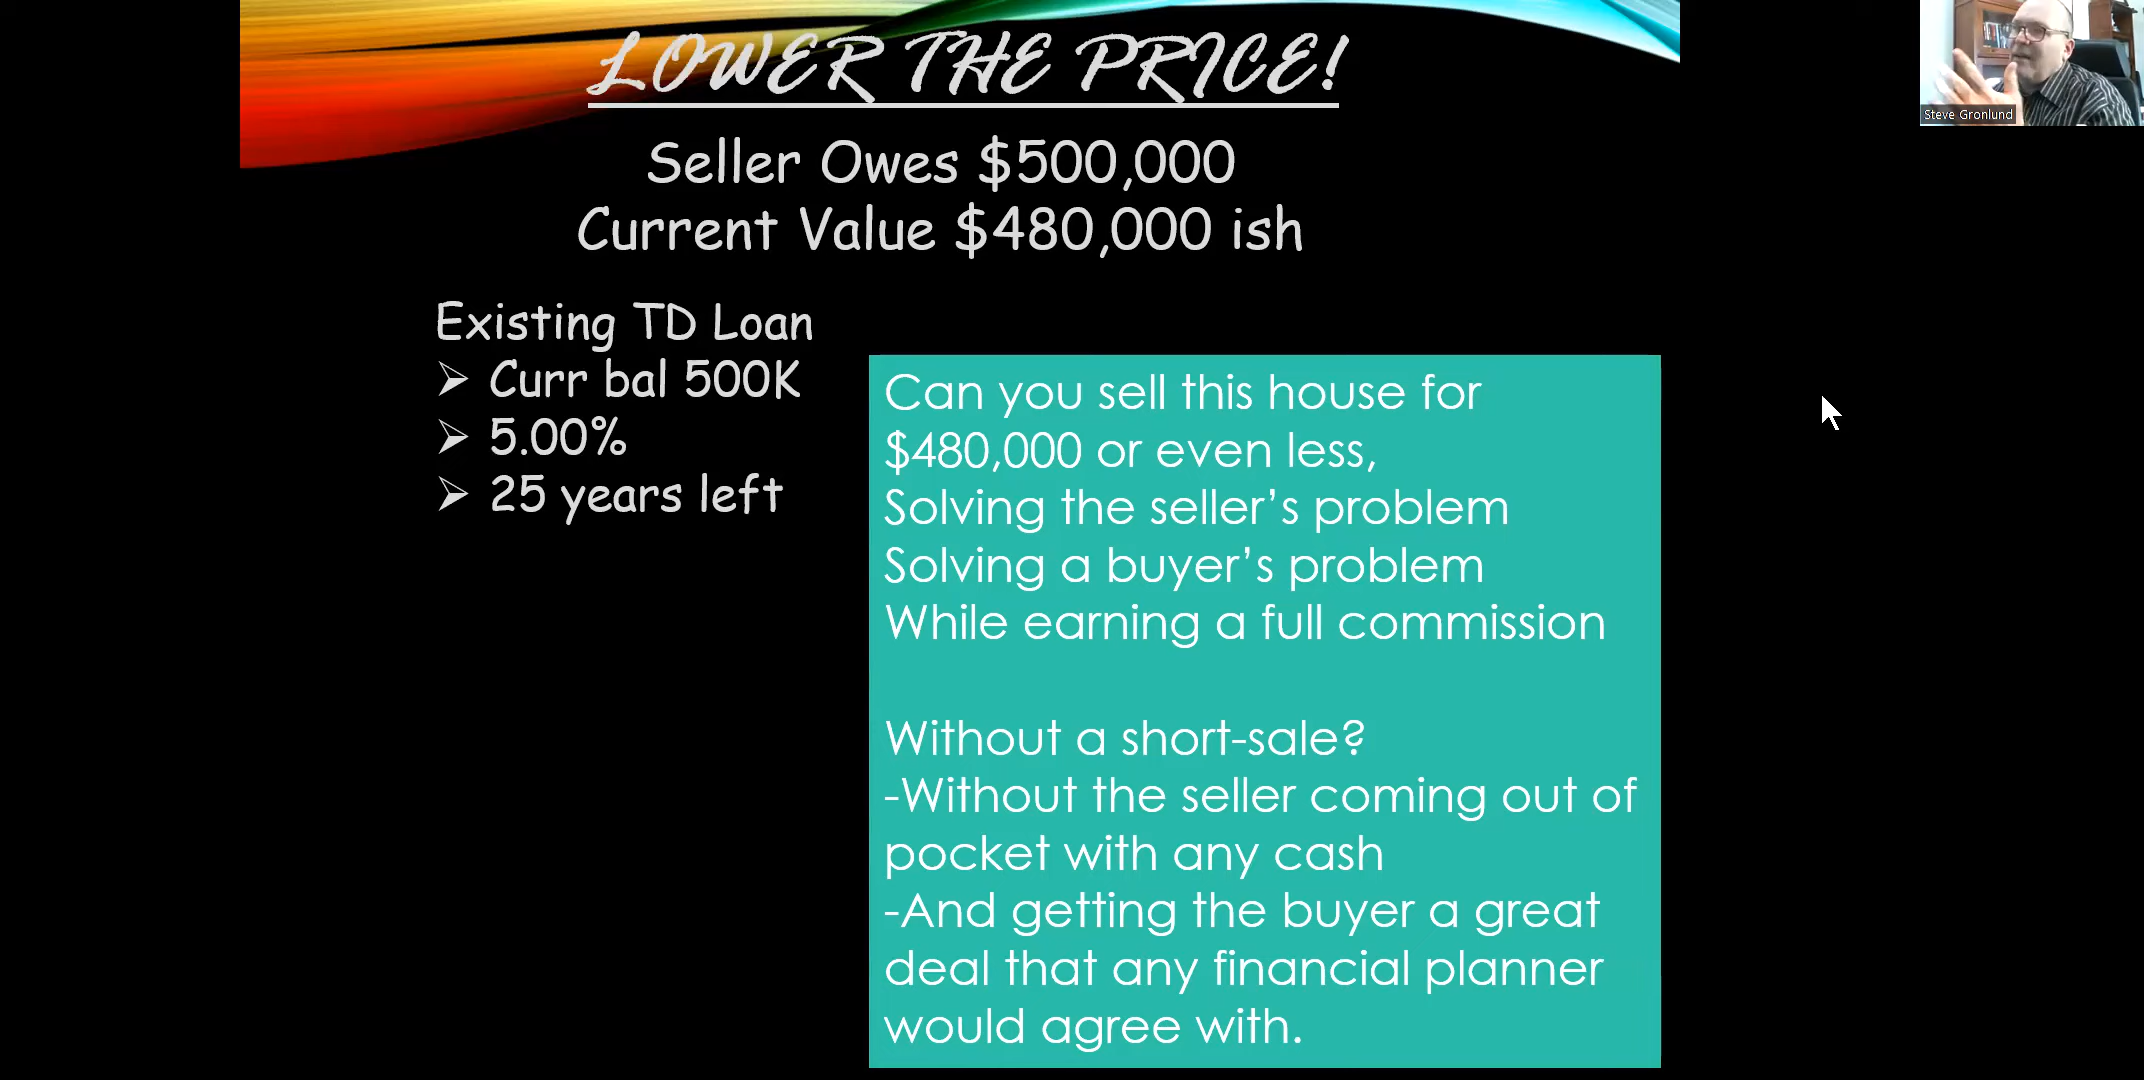 LOWER THE PRICE!
Seller Owes $500,000
Current Value $480,000 ish
Existing TD Loan
➢ Curr bal 500K
➢ 5.00%
➢ 25 years left
Can you sell this house for
$480,000 or even less,
Solving the seller’s problem
Solving a buyer’s problem
While earning a full commission
Without a short-sale?
-Without the seller coming out of
pocket with any cash
-And getting the buyer a great
deal that any financial planner
would agree with.
Steve Gronlund